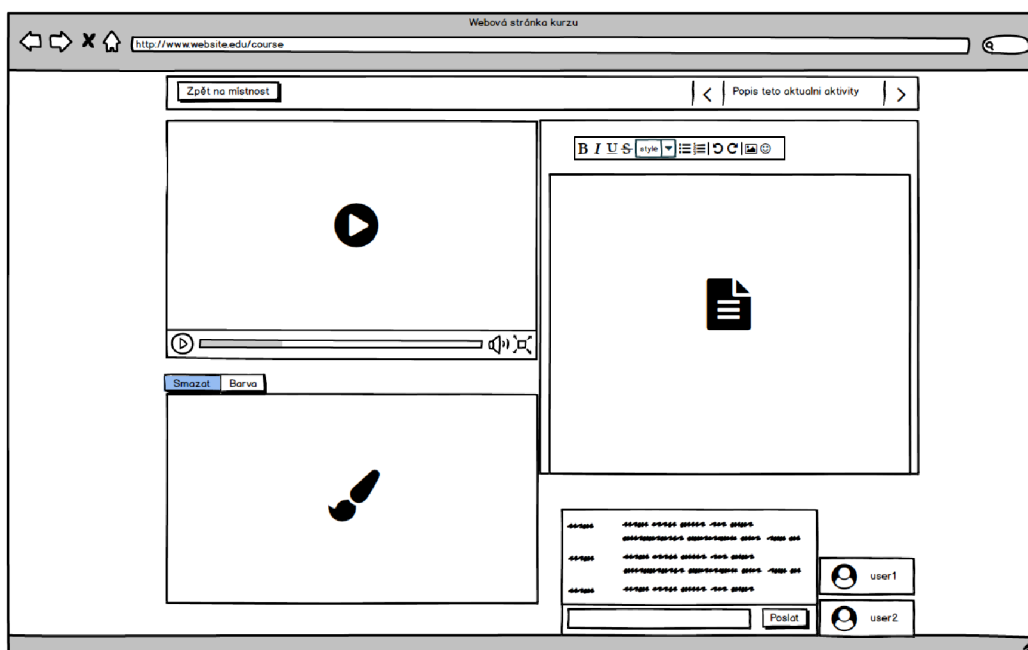 Webová stránka kurzu
http://www.website.edu/course
Zpět na místnost
Popis teto aktualni aktivity
B I U S style
Smazat Barva
user1
Poslat
user2